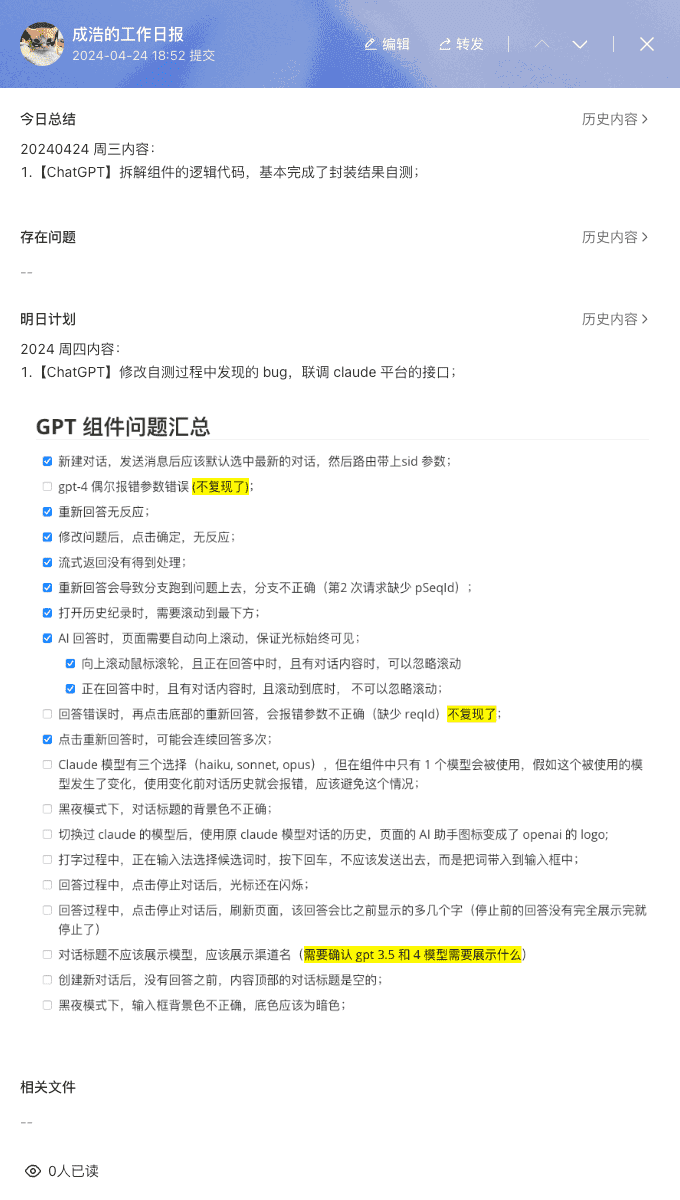 成浩的工作日报
2024-04-24 18:52 提交
编辑
转发
今日总结
历史内容
20240424 周三内容：
1.【ChatGPT】拆解组件的逻辑代码，基本完成了封装结果自测；
存在问题
历史内容
--
明日计划
历史内容
2024 周四内容：
1.【ChatGPT】修改自测过程中发现的 bug，联调 claude 平台的接口；
GPT 组件问题汇总
新建对话，发送消息后应该默认选中最新的对话，然后路由带上sid 参数；
gpt-4 偶尔报错参数错误 (不复现了)；
重新回答无反应；
修改问题后，点击确定，无反应；
流式返回没有得到处理；
重新回答会导致分支跑到问题上去，分支不正确（第2 次请求缺少 pSeqId）；
打开历史纪录时，需要滚动到最下方；
AI 回答时，页面需要自动向上滚动，保证光标始终可见；
向上滚动鼠标滚轮，且正在回答中时，且有对话内容时，可以忽略滚动
正在回答中时，且有对话内容时，且滚动到底时， 不可以忽略滚动；
回答错误时，再点击底部的重新回答，会报错参数不正确（缺少 reqId）不复现了；
点击重新回答时，可能会连续回答多次；
Claude 模型有三个选择（haiku, sonnet, opus），但在组件中只有 1 个模型会被使用，假如这个被使用的模
型发生了变化，使用变化前对话历史就会报错，应该避免这个情况；
黑夜模式下，对话标题的背景色不正确；
切换过 claude 的模型后，使用原 claude 模型对话的历史，页面的 AI 助手图标变成了 openai 的 logo;
打字过程中，正在输入法选择候选词时，按下回车，不应该发送出去，而是把词带入到输入框中；
回答过程中，点击停止对话后，光标还在闪烁；
回答过程中，点击停止对话后，刷新页面，该回答会比之前显示的多几个字（停止前的回答没有完全展示完就
停止了）
对话标题不应该展示模型，应该展示渠道名（需要确认 gpt 3.5 和 4 模型需要展示什么）
创建新对话后，没有回答之前，内容顶部的对话标题是空的；
黑夜模式下，输入框背景色不正确，底色应该为暗色；
相关文件
--
0人已读